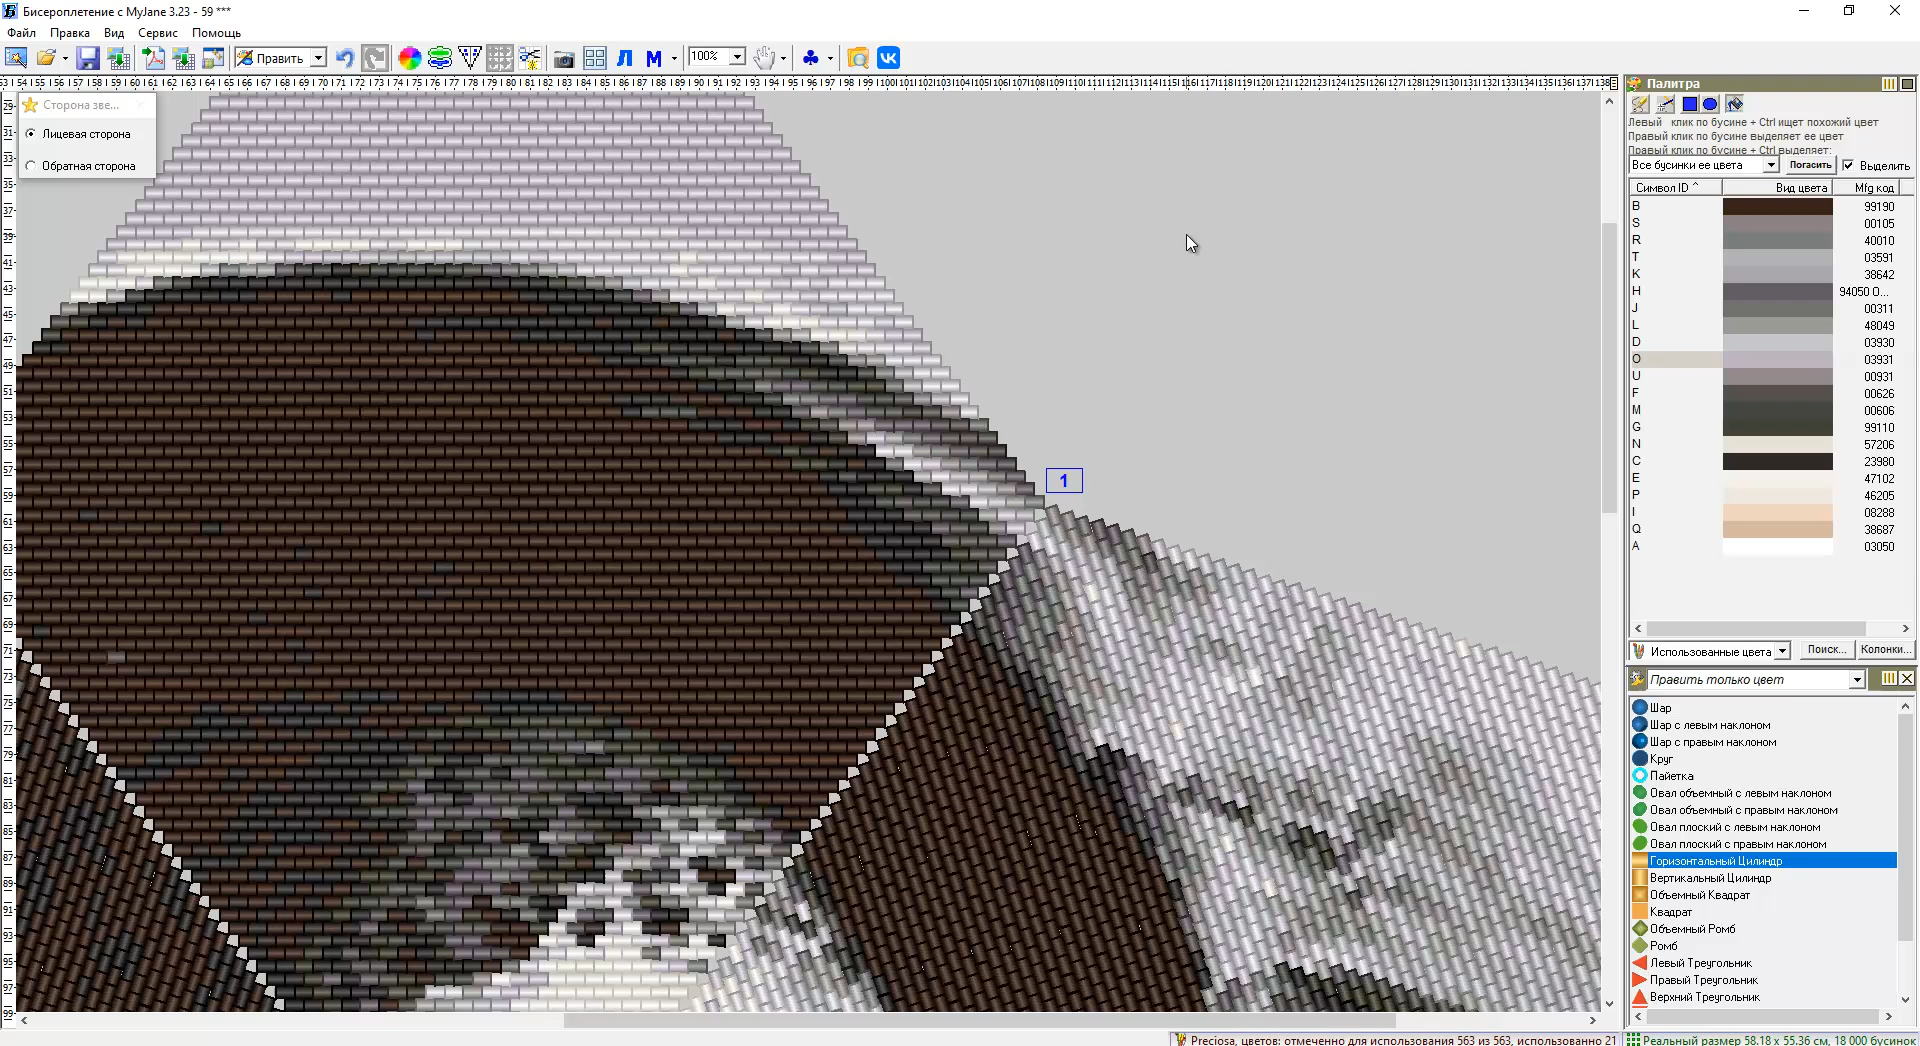 Бисероплетение с MyJane 3.23 - 59 ***
Файл Правка Вид Сервис Помощь
Править
100%
Сторона зве...
Лицевая сторона
Обратная сторона
1
Палитра
Левый клик по бусине + Ctrl ищет похожий цвет
Правый клик по бусине выделяет ее цвет
Правый клик по бусине + Ctrl выделяет:
Все бусинки ее цвета Погасить Выделить
Символ ID ^ Вид цвета Mfg код
B 99190
S 00105
R 40010
T 03591
K 38642
H 94050 О...
J 00311
L 48049
D 03930
O 03931
U 00931
F 00626
M 00606
G 99110
N 57206
C 23980
E 47102
P 46205
I 08288
Q 38687
A 03050
Использованные цвета Поиск... Колонки...
Править только цвет
Шар
Шар с левым наклоном
Шар с правым наклоном
Круг
Пайетка
Овал объемный с левым наклоном
Овал объемный с правым наклоном
Овал плоский с левым наклоном
Овал плоский с правым наклоном
Горизонтальный Цилиндр
Вертикальный Цилиндр
Объемный Квадрат
Квадрат
Объемный Ромб
Ромб
Левый Треугольник
Правый Треугольник
Верхний Треугольник
Preciosa, цветов: отмеченно для использования 563 из 563, использованно 21
Реальный размер 58.18 x 55.36 см, 18 000 бусинок